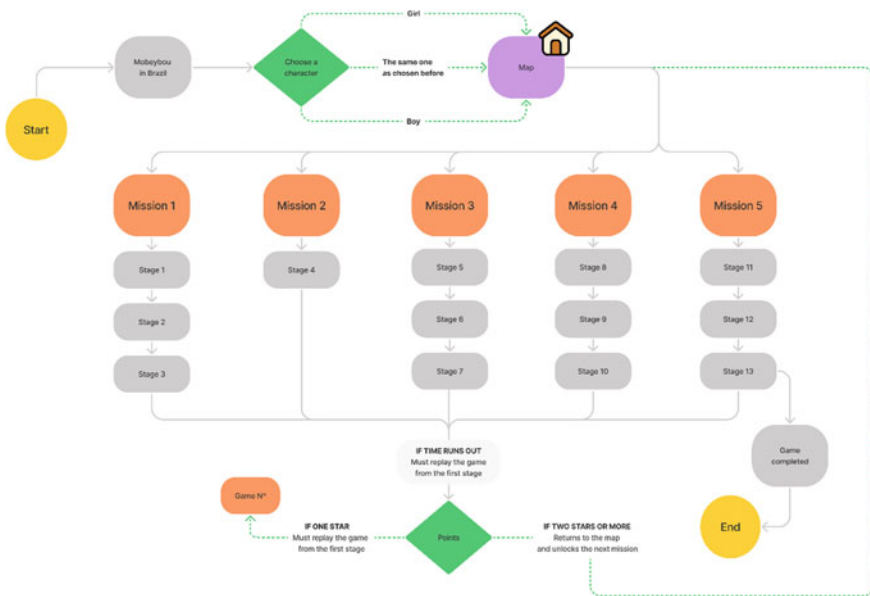 Girl
Mobeybou
in Brazil
Choose a
character
The same one
as chosen before
Map
Start
Boy
Mission 1
Mission 2
Mission 3
Mission 4
Mission 5
Stage 1
Stage 4
Stage 5
Stage 8
Stage 11
Stage 2
Stage 6
Stage 9
Stage 12
Stage 3
Stage 7
Stage 10
Stage 13
IF TIME RUNS OUT
Must replay the game
from the first stage
Game
completed
Game Nº
IF ONE STAR
Must replay the game
from the first stage
Points
IF TWO STARS OR MORE
Returns to the map
and unlocks the next mission
End